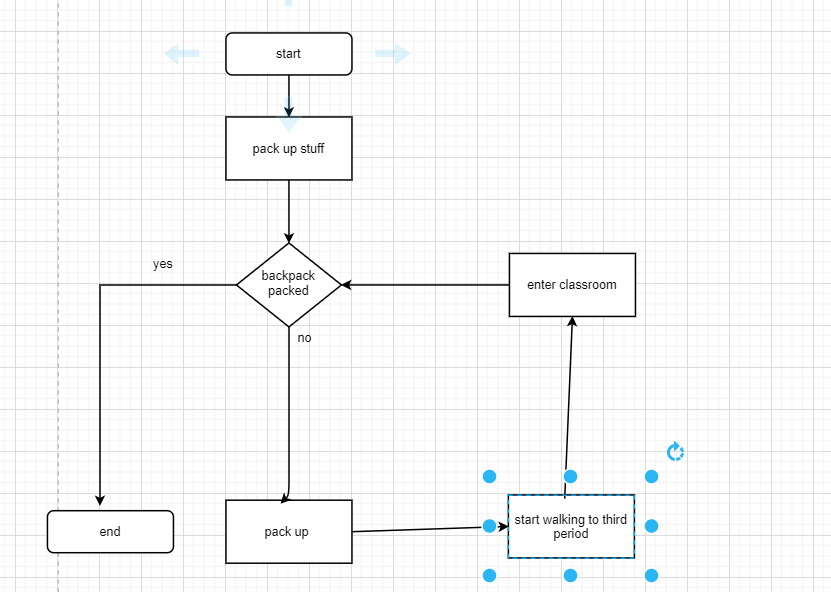 start
pack up stuff
yes
backpack
packed
enter classroom
no
end
pack up
start walking to third
period